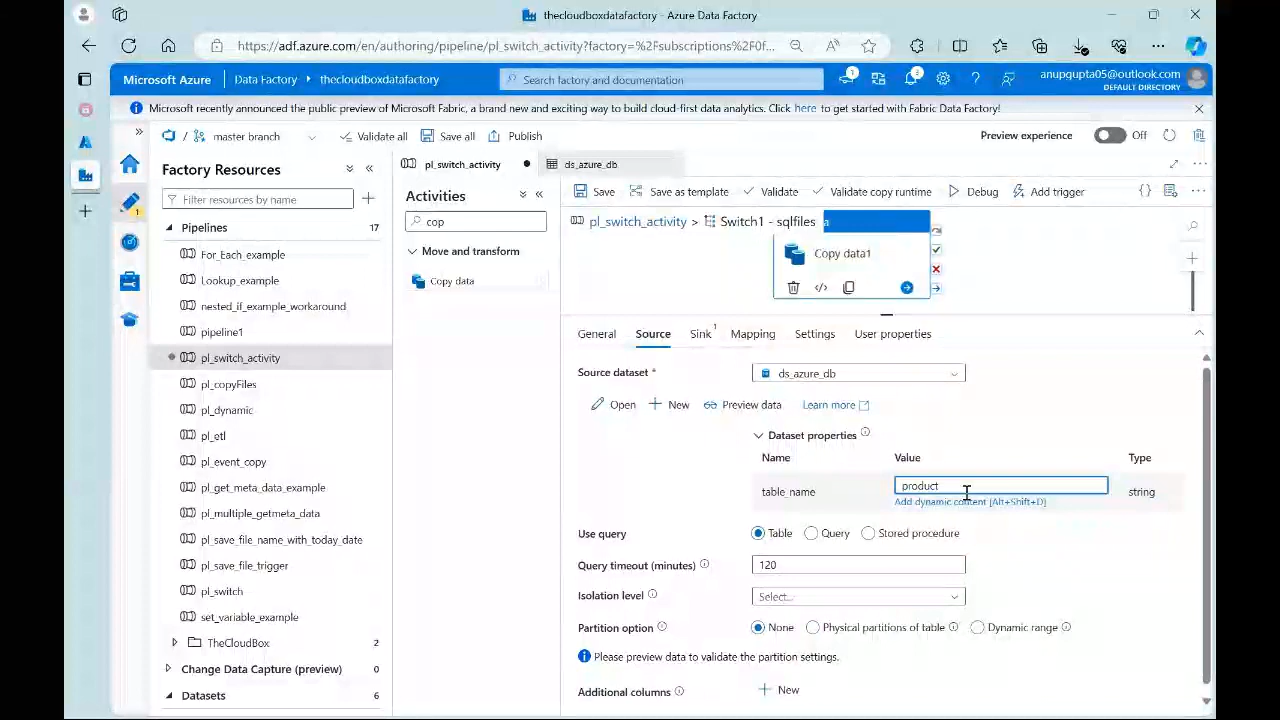 thecloudboxdatafactory - Azure Data Factory
https://adf.azure.com/en/authoring/pipeline/pl_switch_activity?factory=%2Fsubscriptions%2F0f...
Microsoft Azure
Data Factory
thecloudboxdatafactory
Search factory and documentation
1
2
anupgupta05@outlook.com
DEFAULT DIRECTORY
Microsoft recently announced the public preview of Microsoft Fabric, a brand new and exciting way to build cloud-first data analytics. Click here to get started with Fabric Data Factory!
master branch
Validate all
Save all
Publish
Preview experience
Off
Factory Resources
Filter resources by name
Pipelines
17
For_Each_example
Lookup_example
nested_if_example_workaround
pipeline1
pl_switch_activity
pl_copyFiles
pl_dynamic
pl_etl
pl_event_copy
pl_get_meta_data_example
pl_multiple_getmeta_data
pl_save_file_name_with_today_date
pl_save_file_trigger
pl_switch
set_variable_example
TheCloudBox
2
Change Data Capture (preview)
0
Datasets
6
pl_switch_activity
ds_azure_db
Activities
cop
Move and transform
Copy data
Save
Save as template
Validate
Validate copy runtime
Debug
Add trigger
pl_switch_activity > Switch1 - sqlfiles
Copy data1
General
Source
Sink 1
Mapping
Settings
User properties
Source dataset *
ds_azure_db
Open
New
Preview data
Learn more
Dataset properties
Name
Value
Type
table_name
product
string
Add dynamic content [Alt+Shift+D]
Use query
Table
Query
Stored procedure
Query timeout (minutes)
120
Isolation level
Select...
Partition option
None
Physical partitions of table
Dynamic range
Please preview data to validate the partition settings.
Additional columns
New